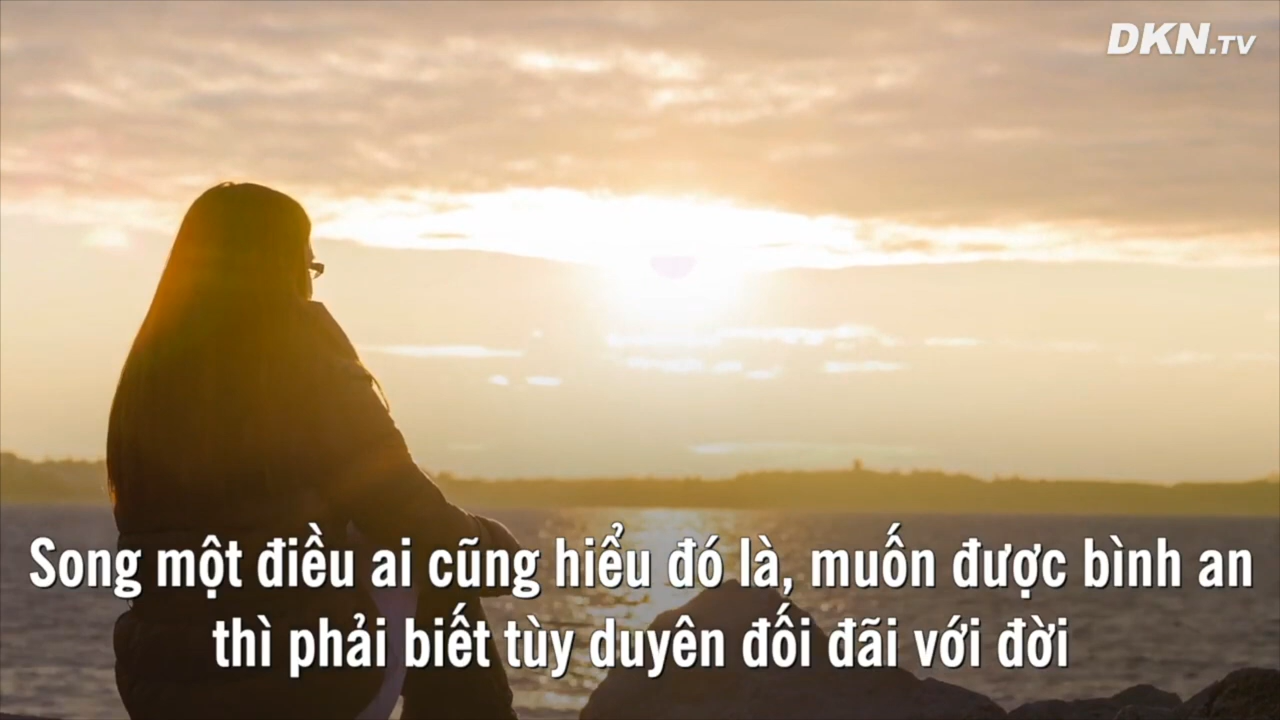 DKN.TV
Song một điều ai cũng hiểu đó là, muốn được bình an
thì phải biết tùy duyên đối đãi với đời